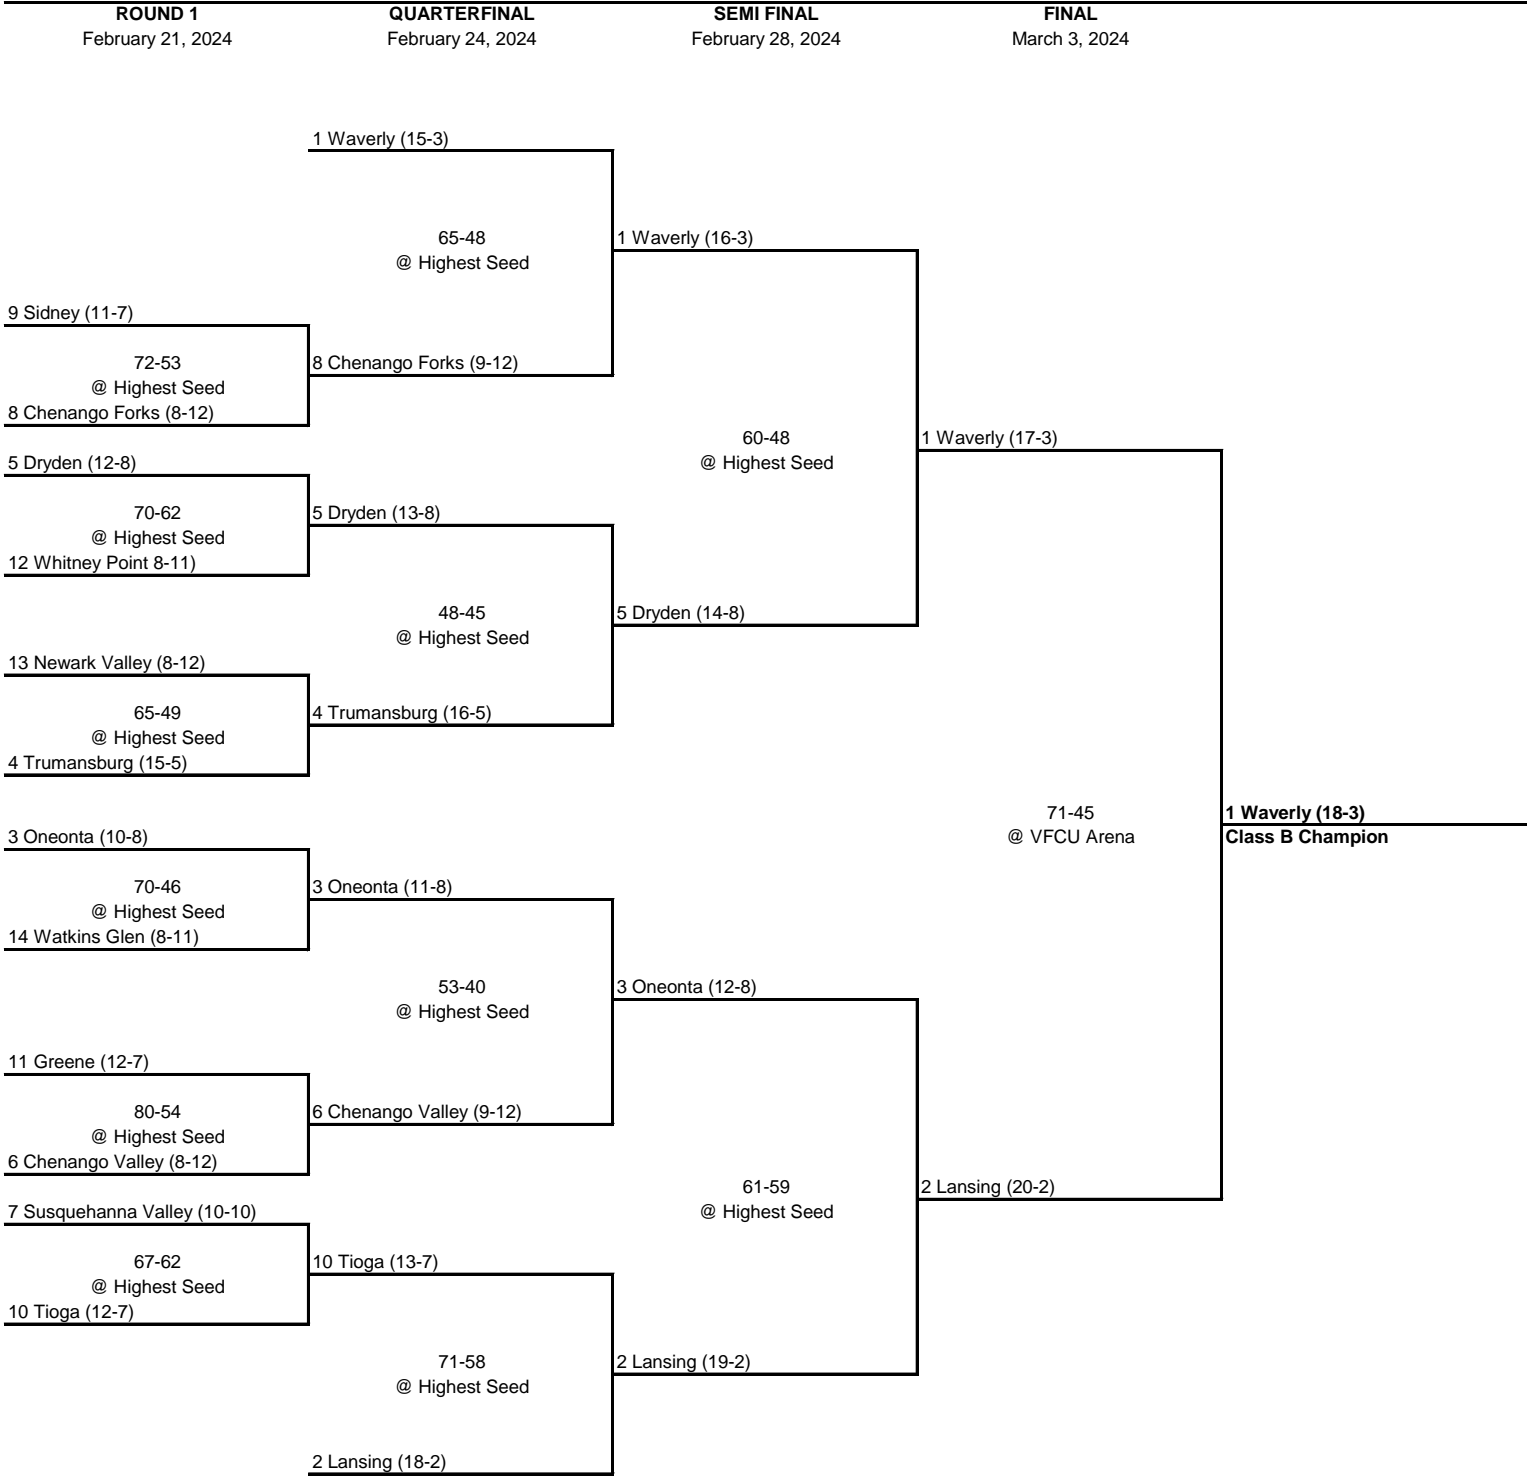 ROUND 1 QUARTERFINAL SEMI FINAL FINAL
February 21, 2024 February 24, 2024 February 28, 2024 March 3, 2024
1 Waverly (15-3)
65-48 1 Waverly (16-3)
@ Highest Seed
9 Sidney (11-7)
72-53 8 Chenango Forks (9-12)
@ Highest Seed
8 Chenango Forks (8-12)
60-48 1 Waverly (17-3)
5 Dryden (12-8) @ Highest Seed
70-62 5 Dryden (13-8)
@ Highest Seed
12 Whitney Point 8-11)
48-45 5 Dryden (14-8)
@ Highest Seed
13 Newark Valley (8-12)
65-49 4 Trumansburg (16-5)
@ Highest Seed
4 Trumansburg (15-5)
71-45 1 Waverly (18-3)
3 Oneonta (10-8) @ VFCU Arena Class B Champion
70-46 3 Oneonta (11-8)
@ Highest Seed
14 Watkins Glen (8-11)
53-40 3 Oneonta (12-8)
@ Highest Seed
11 Greene (12-7)
80-54 6 Chenango Valley (9-12)
@ Highest Seed
6 Chenango Valley (8-12)
61-59 2 Lansing (20-2)
7 Susquehanna Valley (10-10) @ Highest Seed
67-62 10 Tioga (13-7)
@ Highest Seed
10 Tioga (12-7)
71-58 2 Lansing (19-2)
@ Highest Seed
2 Lansing (18-2)